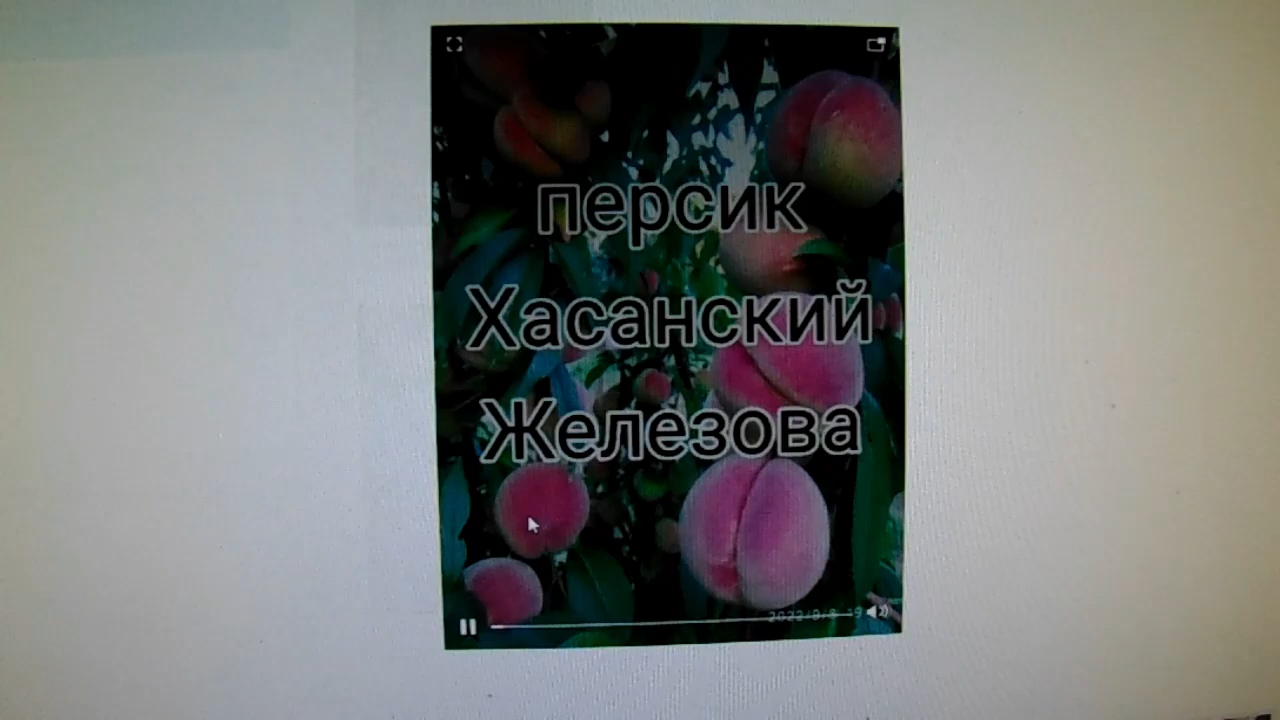 персик
Хасанский
Железова